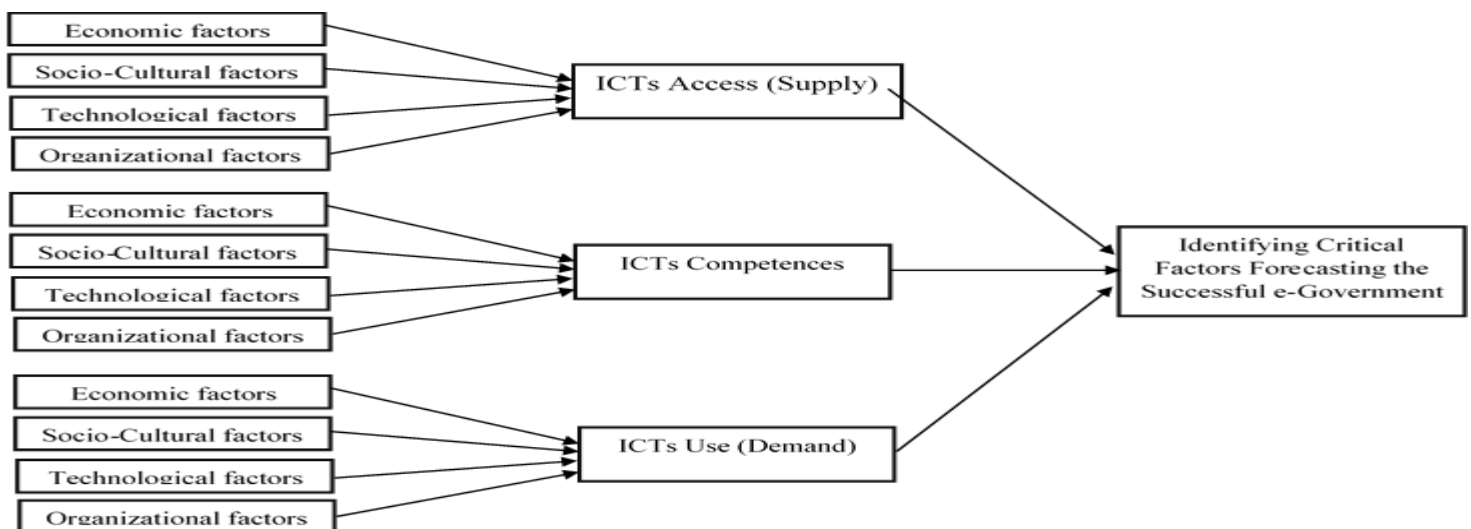 Economic factors
Socio-Cultural factors
Technological factors
Organizational factors
ICTs Access (Supply)
Economic factors
Socio-Cultural factors
Technological factors
Organizational factors
ICTs Competences
Economic factors
Socio-Cultural factors
Technological factors
Organizational factors
ICTs Use (Demand)
Identifying Critical
Factors Forecasting the
Successful e-Government